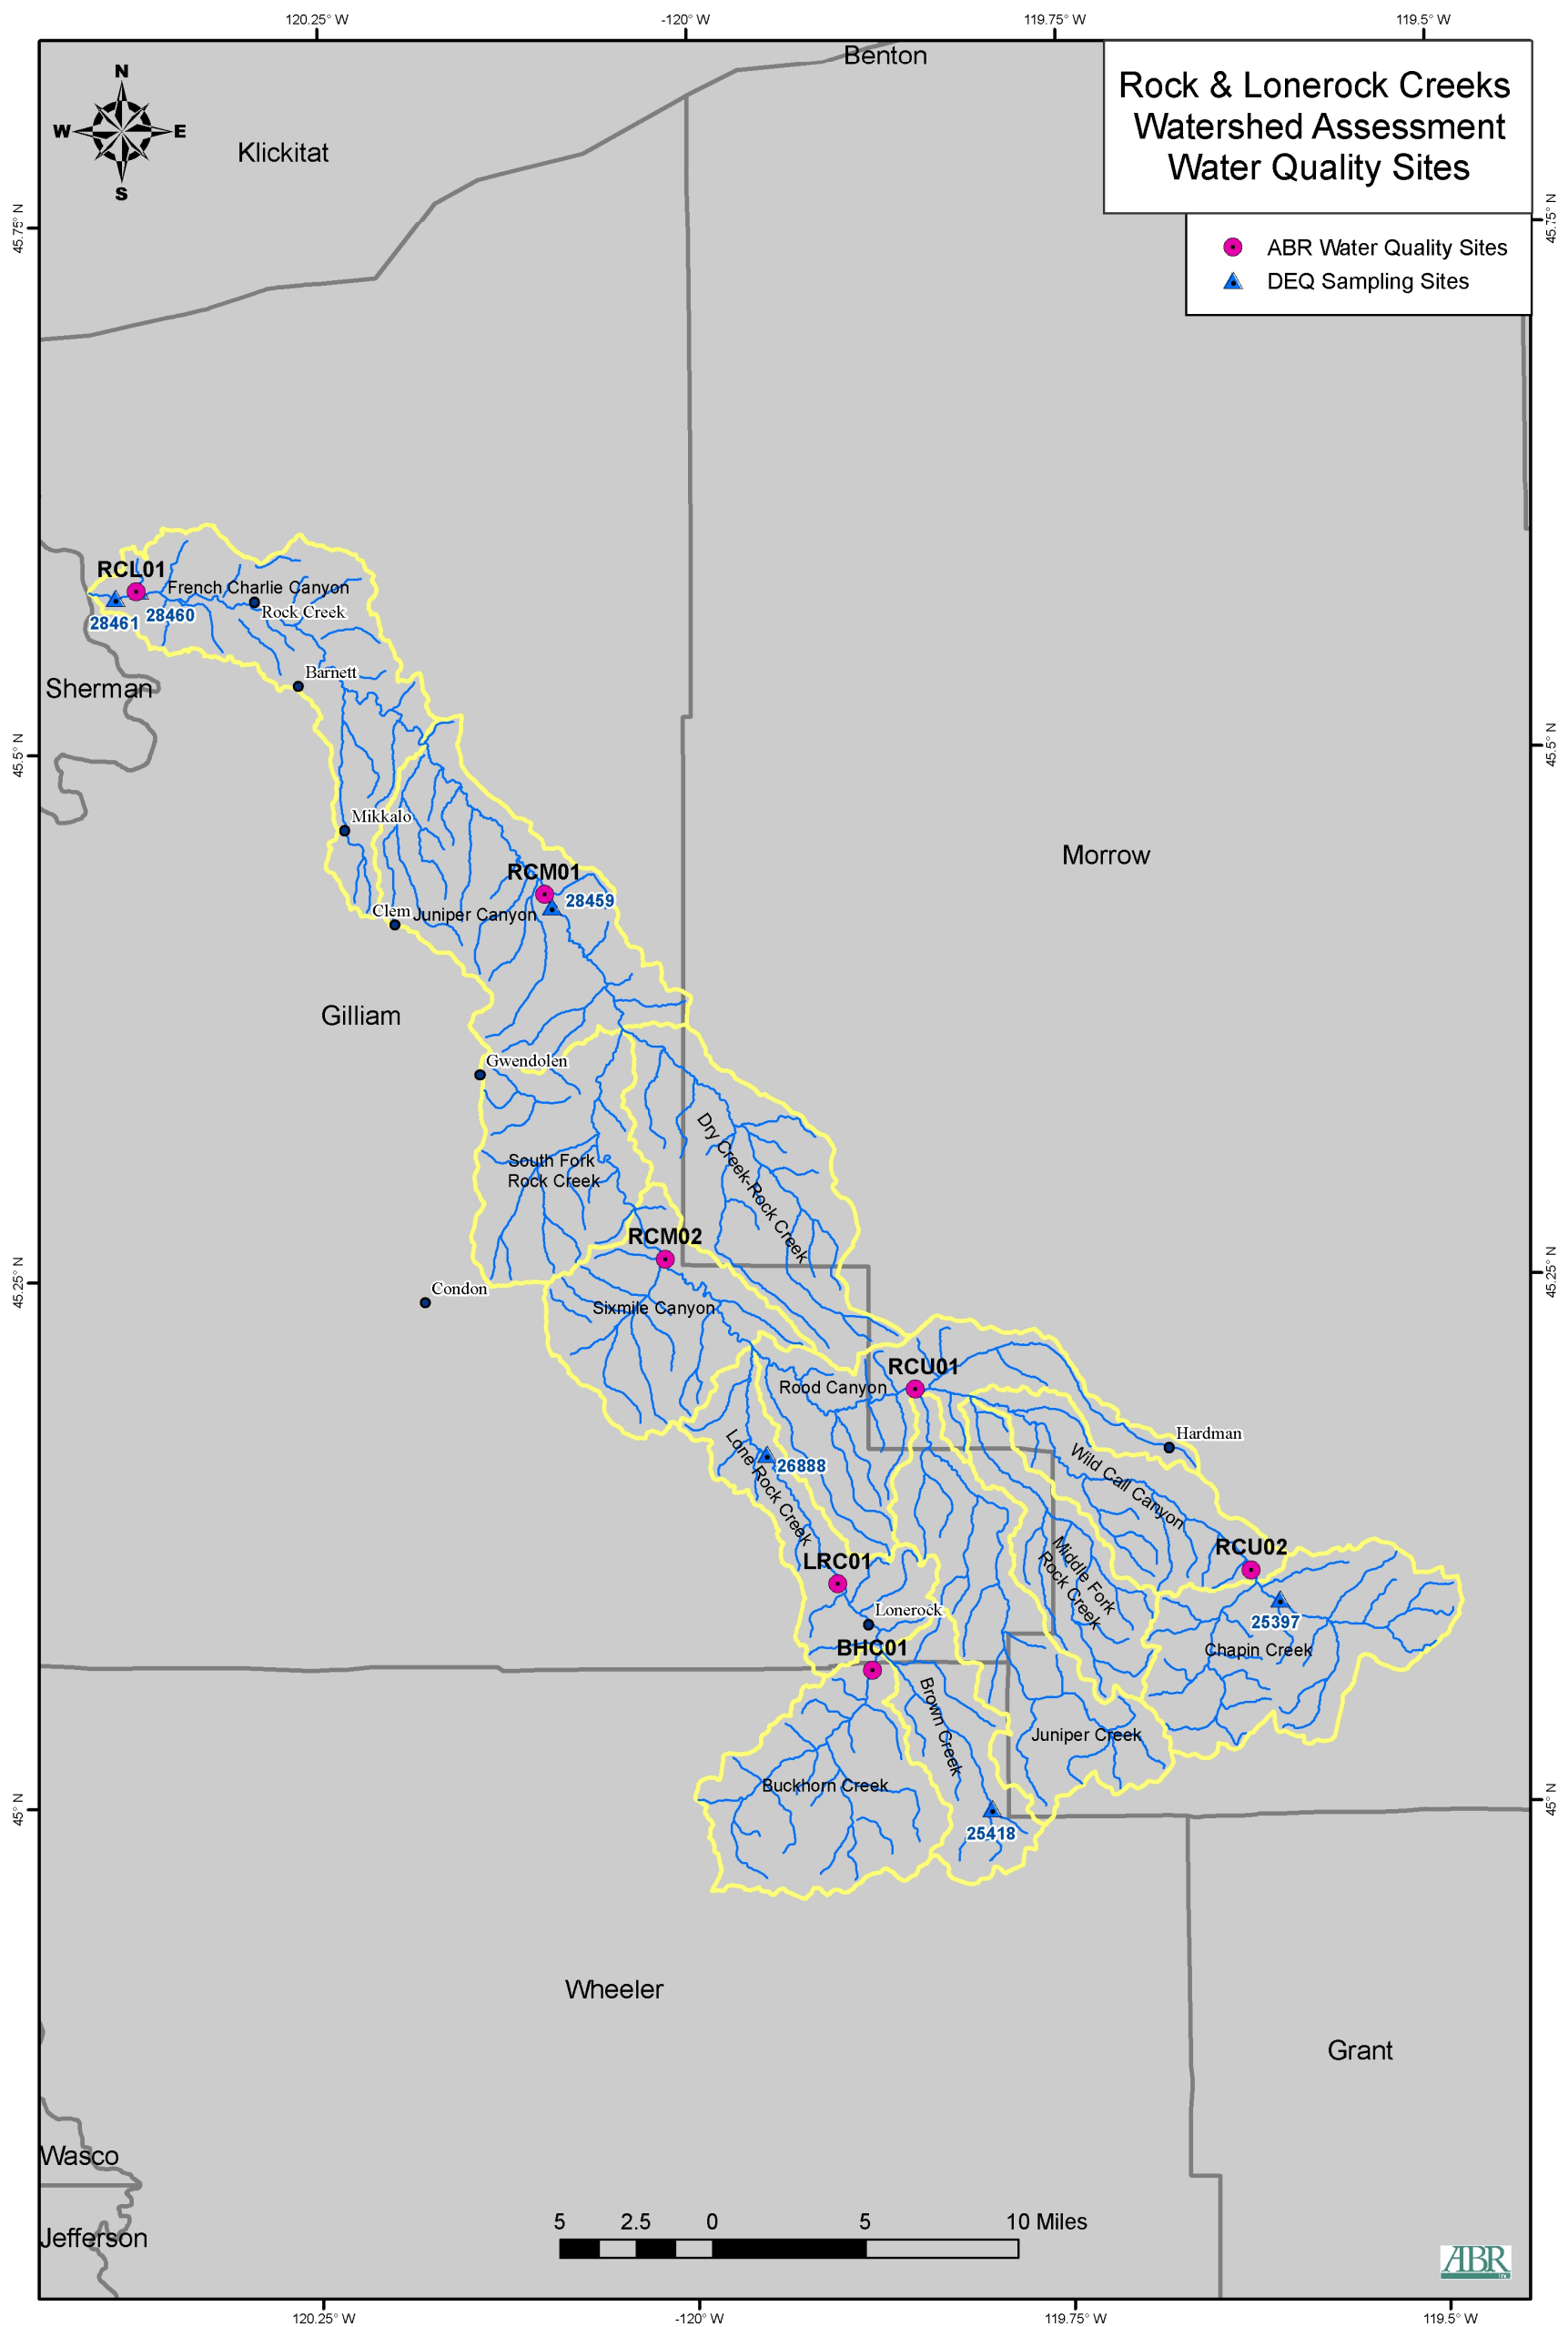 120.25° W
-120° W
119.75° W
119.5° W
Benton
Rock & Lonerock Creeks
Watershed Assessment
Water Quality Sites
N
W
E
S
Klickitat
45.75° N
45.75° N
ABR Water Quality Sites
DEQ Sampling Sites
RCL01
French Charlie Canyon
Rock Creek
28460
28461
Barnett
Sherman
45.5° N
45.5° N
Mikkalo
Morrow
RCM01
28459
Clem
Juniper Canyon
Gilliam
Gwendolen
Dry Creek-Rock Creek
South Fork
Rock Creek
RCM02
45.25° N
45.25° N
Condon
Sixmile Canyon
RCU01
Rood Canyon
Hardman
Lone Rock Creek
26888
Wild Call Canyon
RCU02
Middle Fork
Rock Creek
LRC01
Lonerock
25397
BHC01
Chapin Creek
Brown Creek
Juniper Creek
Buckhorn Creek
45° N
45° N
25418
Wheeler
Grant
Wasco
Jefferson
5
2.5
0
5
10 Miles
ABR
120.25° W
-120° W
119.75° W
119.5° W